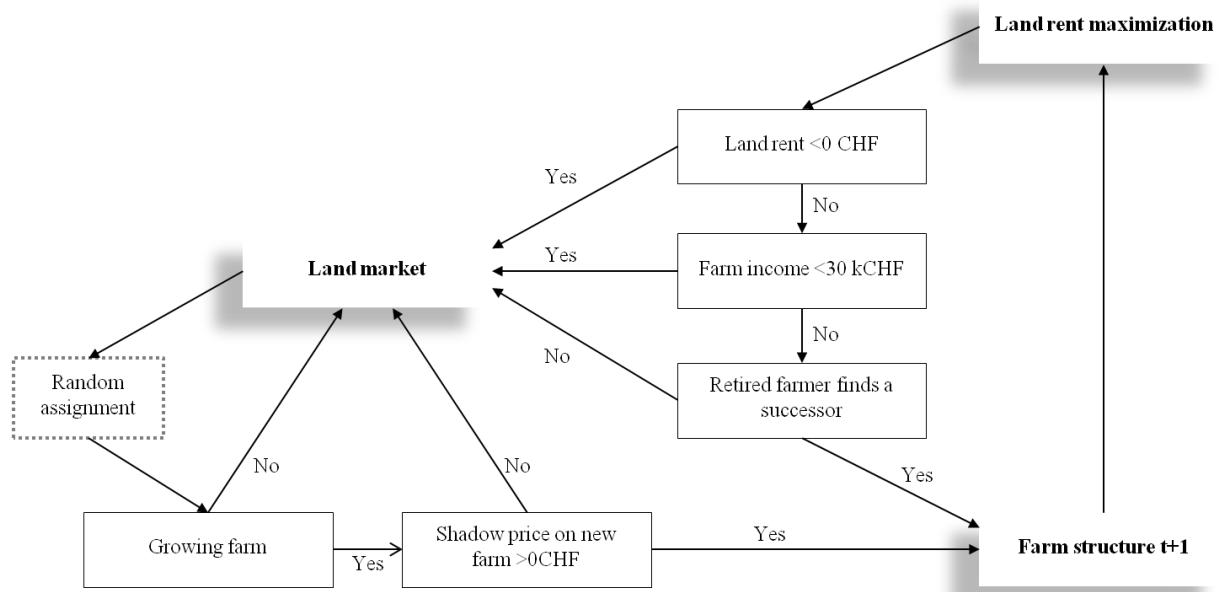 Land rent maximization
Land rent <0 CHF
Yes
No
Land market
Yes
Farm income <30 kCHF
No
No
Random
assignment
Retired farmer finds a
successor
No
No
Yes
Growing farm
Yes
Shadow price on new
farm >0CHF
Yes
Farm structure t+1